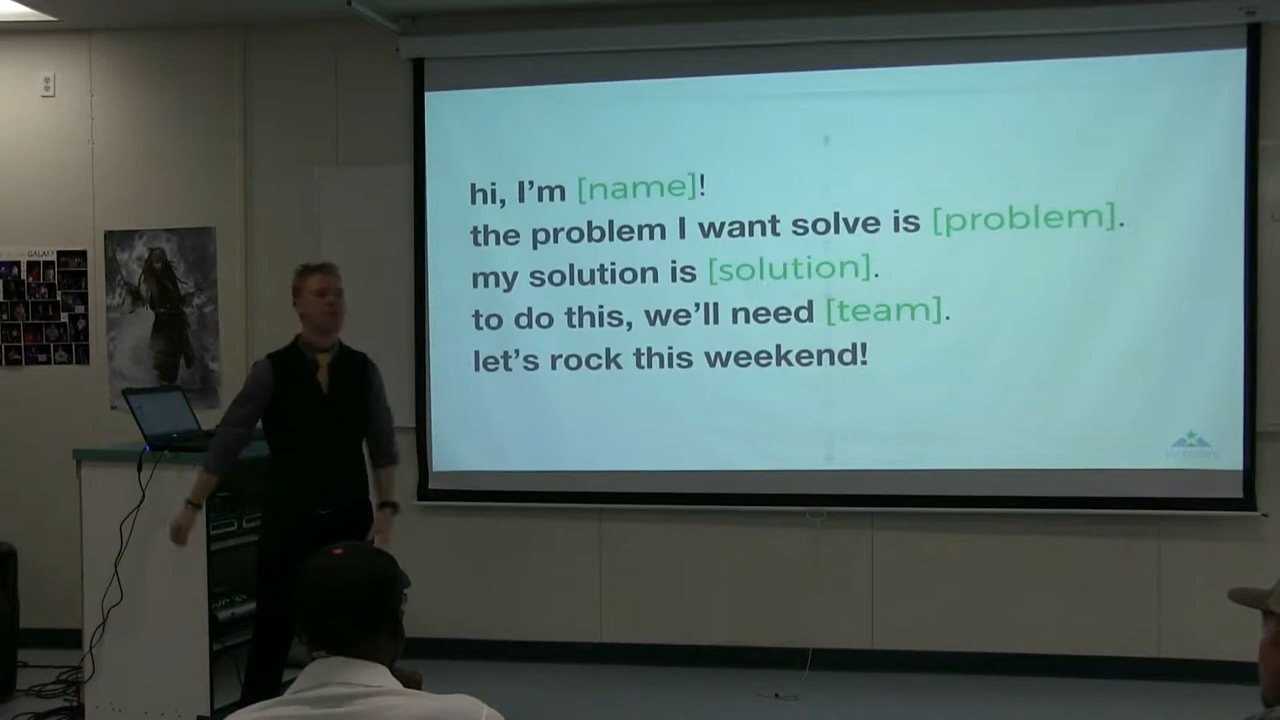 GALAXY
hi, I'm [name]!
the problem I want solve is [problem].
my solution is [solution].
to do this, we'll need [team].
let's rock this weekend!